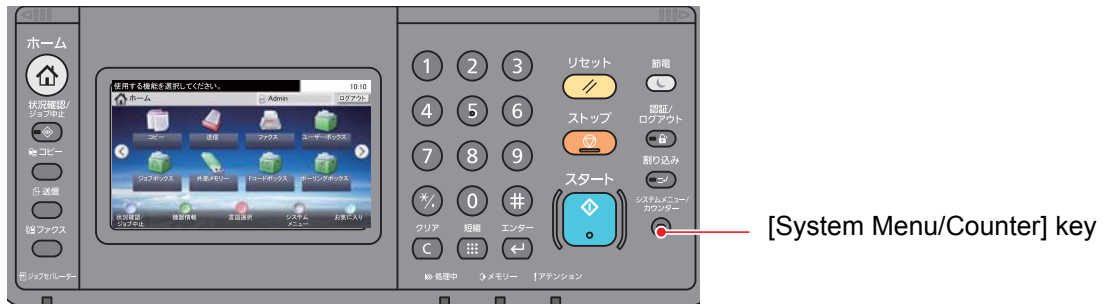 ホーム
状況確認/
ジョブ中止
コピー
送信
ファクス
ジョブセパレーター
使用する機能を選択してください。
10:10
ホーム
Admin
ログアウト
コピー
送信
ファクス
ユーザーボックス
ジョブボックス
外部メモリー
Fコードボックス
ポーリングボックス
状況確認/
ジョブ中止
機器情報
言語選択
システム
メニュー
お気に入り
1 2 3
4 5 6
7 8 9
*/. 0 #
クリア 短縮 エンター
C
処理中 メモリー !アテンション
リセット
ストップ
スタート
節電
認証/
ログアウト
割り込み
システムメニュー/
カウンター
[System Menu/Counter] key